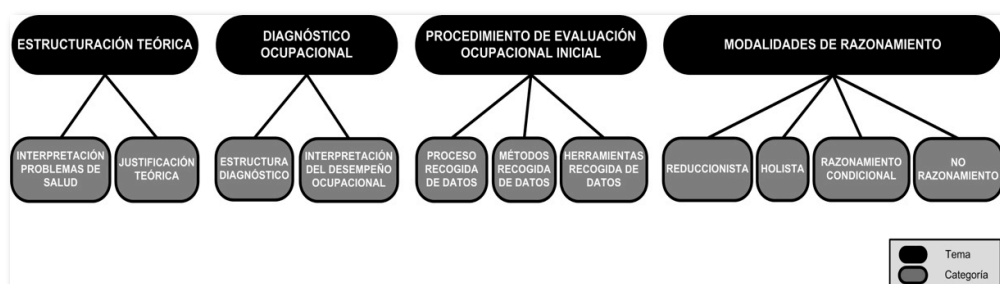 ESTRUCTURACIÓN TEÓRICA
DIAGNÓSTICO
OCUPACIONAL
PROCEDIMIENTO DE EVALUACIÓN
OCUPACIONAL INICIAL
MODALIDADES DE RAZONAMIENTO
INTERPRETACIÓN
PROBLEMAS DE
SALUD
JUSTIFICACIÓN
TEÓRICA
ESTRUCTURA
DIAGNÓSTICO
INTERPRETACIÓN
DEL DESEMPEÑO
OCUPACIONAL
PROCESO
RECOGIDA
DE DATOS
MÉTODOS
RECOGIDA
DE DATOS
HERRAMIENTAS
RECOGIDA DE
DATOS
REDUCCIONISTA
HOLISTA
RAZONAMIENTO
CONDICIONAL
NO
RAZONAMIENTO
Tema
Categoría